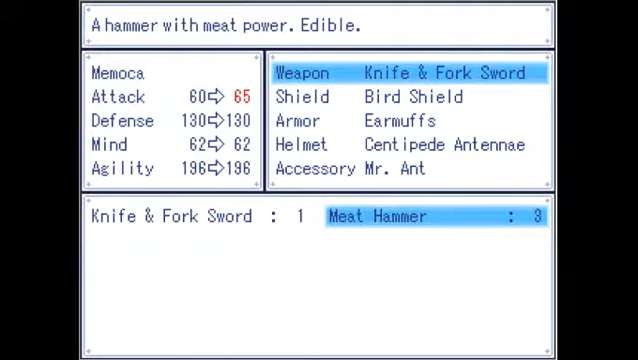 A hammer with meat power. Edible.
Memoca
Attack 60⇨ 65
Defense 130⇨130
Mind 62⇨ 62
Agility 196⇨196
Weapon Knife & Fork Sword
Shield Bird Shield
Armor Earmuffs
Helmet Centipede Antennae
Accessory Mr. Ant
Knife & Fork Sword : 1 Meat Hammer : 3